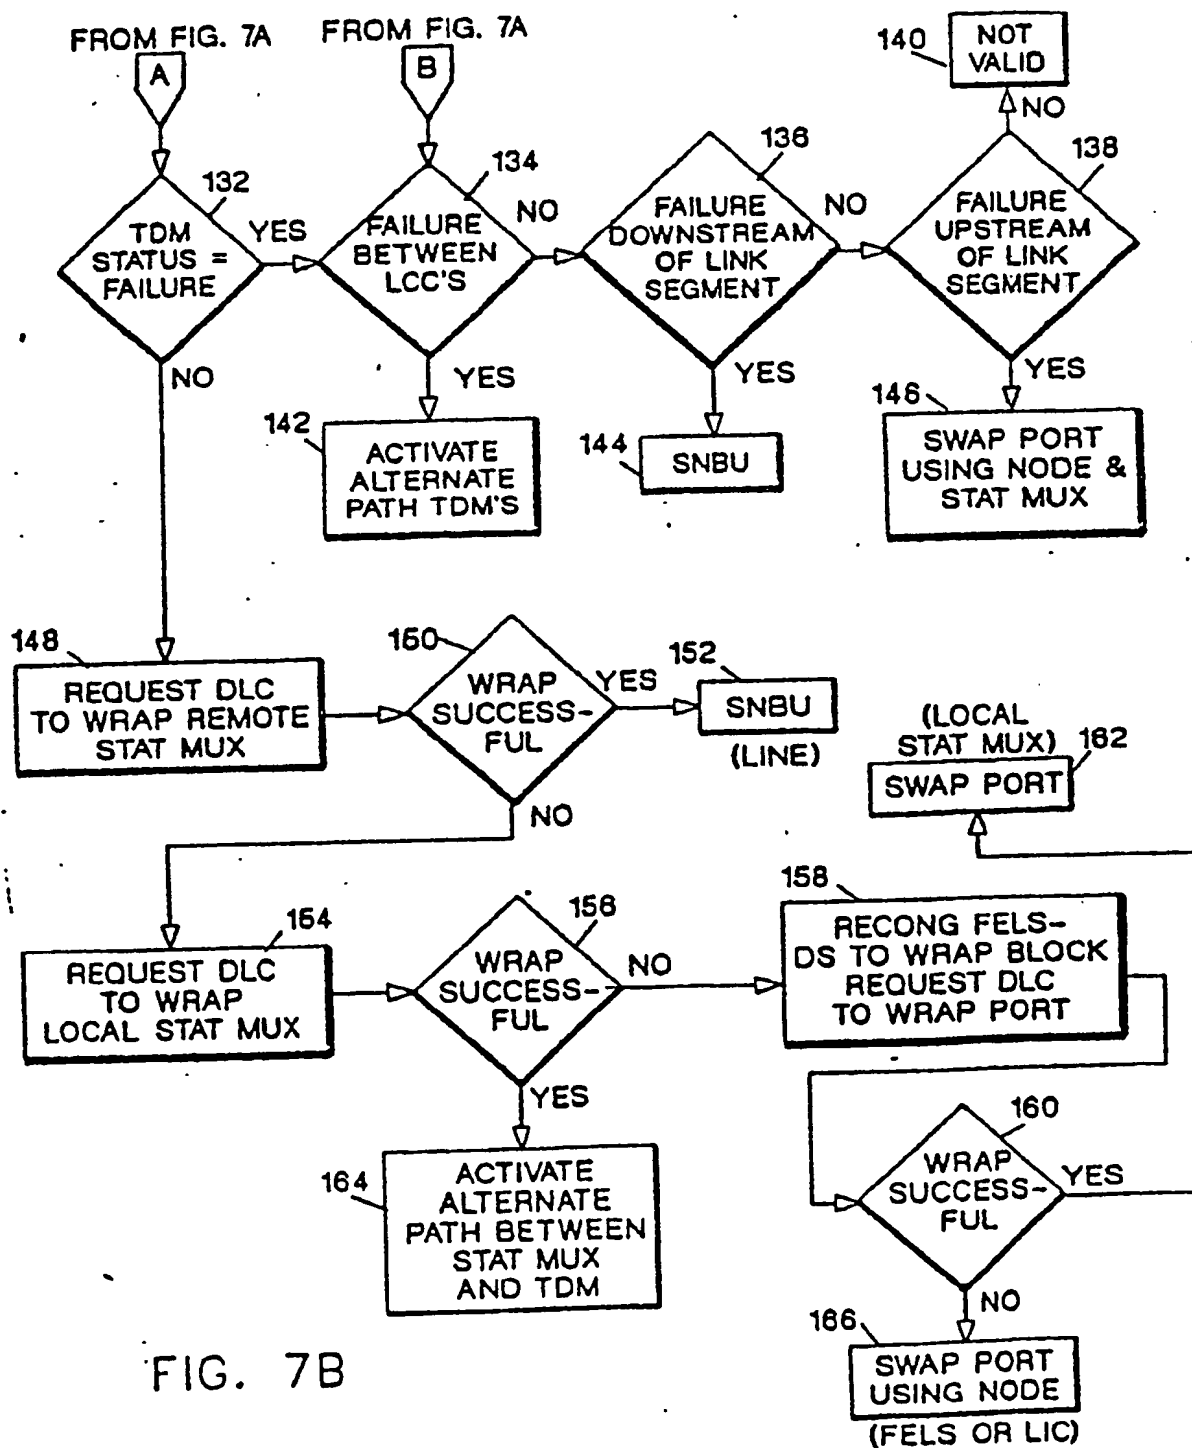 FROM FIG. 7A
FROM FIG. 7A
A
B
140
NOT
VALID
NO
132
TDM
STATUS =
FAILURE
YES
NO
134
FAILURE
BETWEEN
LCC'S
NO
YES
136
FAILURE
DOWNSTREAM
OF LINK
SEGMENT
NO
YES
138
FAILURE
UPSTREAM
OF LINK
SEGMENT
YES
142
ACTIVATE
ALTERNATE
PATH TDM'S
144
SNBU
146
SWAP PORT
USING NODE &
STAT MUX
148
REQUEST DLC
TO WRAP REMOTE
STAT MUX
150
WRAP
SUCCESS-
FUL
YES
NO
152
SNBU
(LINE)
(LOCAL
STAT MUX)
162
SWAP PORT
154
REQUEST DLC
TO WRAP
LOCAL STAT MUX
156
WRAP
SUCCESS-
FUL
NO
YES
158
RECONG FELS-
DS TO WRAP BLOCK
REQUEST DLC
TO WRAP PORT
164
ACTIVATE
ALTERNATE
PATH BETWEEN
STAT MUX
AND TDM
160
WRAP
SUCCESS-
FUL
YES
NO
166
SWAP PORT
USING NODE
(FELS OR LIC)
FIG. 7B